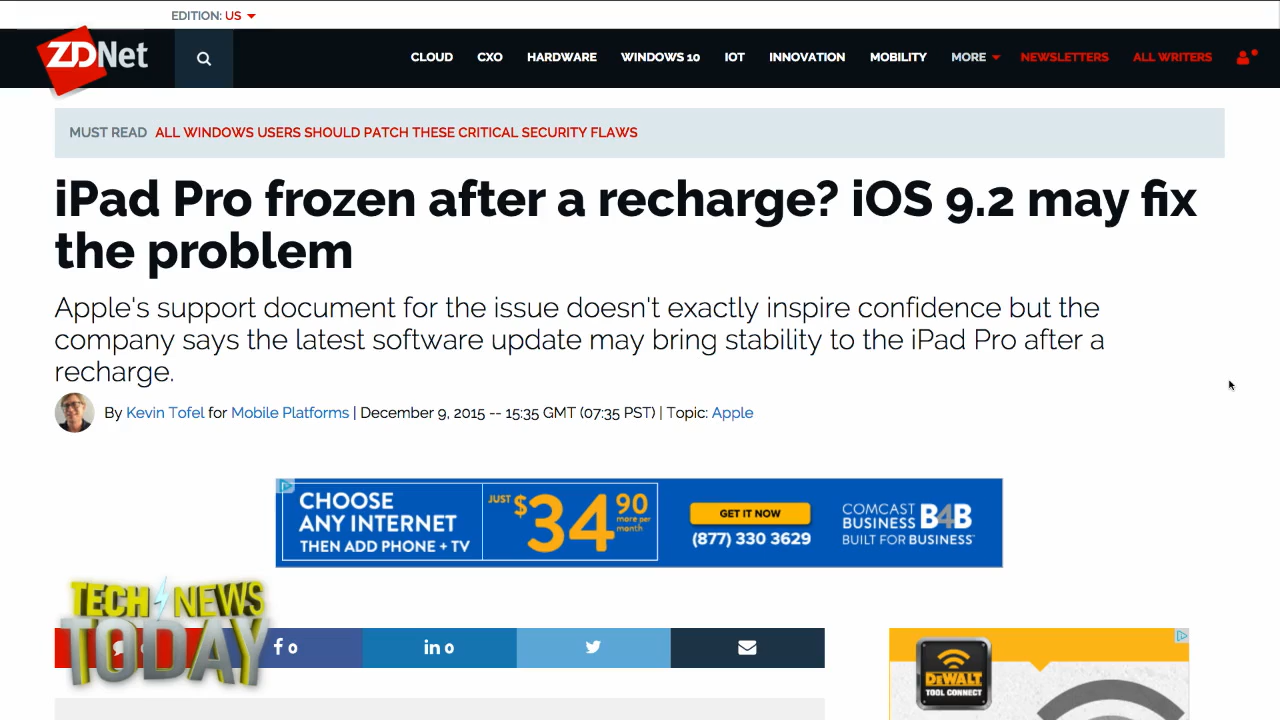 EDITION: US
ZDNet
CLOUD CXO HARDWARE WINDOWS 10 IOT INNOVATION MOBILITY MORE NEWSLETTERS ALL WRITERS
MUST READ ALL WINDOWS USERS SHOULD PATCH THESE CRITICAL SECURITY FLAWS
iPad Pro frozen after a recharge? iOS 9.2 may fix
the problem
Apple's support document for the issue doesn't exactly inspire confidence but the
company says the latest software update may bring stability to the iPad Pro after a
recharge.
By Kevin Tofel for Mobile Platforms | December 9, 2015 -- 15:35 GMT (07:35 PST) | Topic: Apple
CHOOSE
ANY INTERNET
THEN ADD PHONE + TV
JUST $34 90
more per
month
GET IT NOW
(877) 330 3629
COMCAST
BUSINESS B4B
BUILT FOR BUSINESS™
TECH NEWS
TODAY
f 0
in 0
DEWALT
TOOL CONNECT